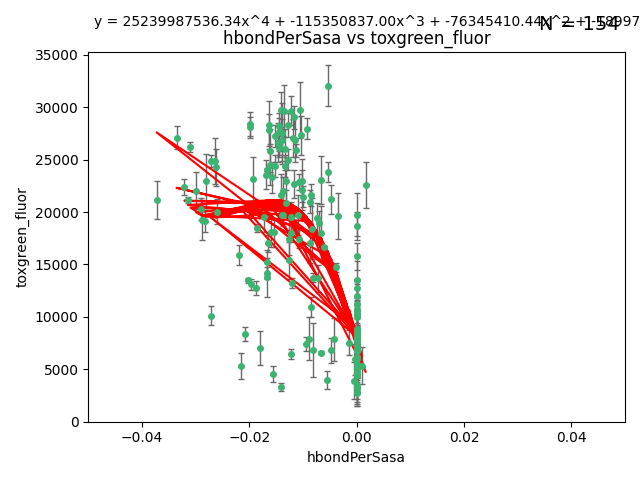 y = 25239987536.34x^4 + -115350837.00x^3 + -76345410.44x^2 +
N = 154
hbondPerSasa vs toxgreen_fluor
35000
30000
25000
20000
15000
10000
5000
0
toxgreen_fluor
−0.04
−0.02
0.00
0.02
0.04
hbondPerSasa